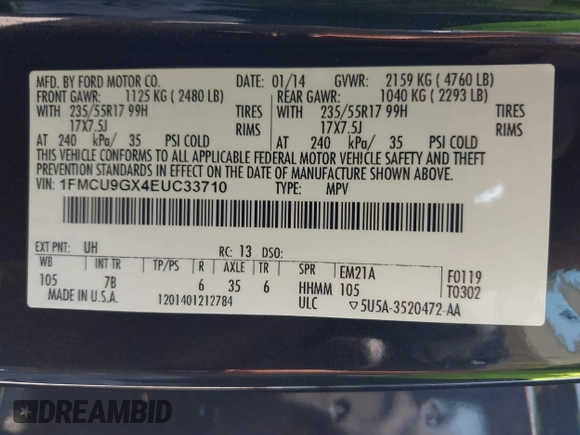 MFD. BY FORD MOTOR CO. DATE: 01/14 GVWR: 2159 KG ( 4760 LB)
FRONT GAWR: 1125 KG ( 2480 LB) REAR GAWR: 1040 KG ( 2293 LB)
WITH 235/55R17 99H TIRES WITH 235/55R17 99H TIRES
17X7.5J RIMS 17X7.5J RIMS
AT 240 kPa/ 35 PSI COLD AT 240 kPa/ 35 PSI COLD
THIS VEHICLE CONFORMS TO ALL APPLICABLE FEDERAL MOTOR VEHICLE SAFETY AND THEFT
PREVENTION STANDARDS IN EFFECT ON THE DATE OF MANUFACTURE SHOWN ABOVE.
VIN: 1FMCU9GX4EUC33710 TYPE: MPV
EXT PNT: UH RC: 13 DSO:
WB INT TR TP/PS R AXLE TR SPR EM21A F0119
105 7B 6 35 6 HHMM 105 T0302
MADE IN U.S.A. 1201401212784 ULC ▽5U5A-3520472-AA
DREAMBID